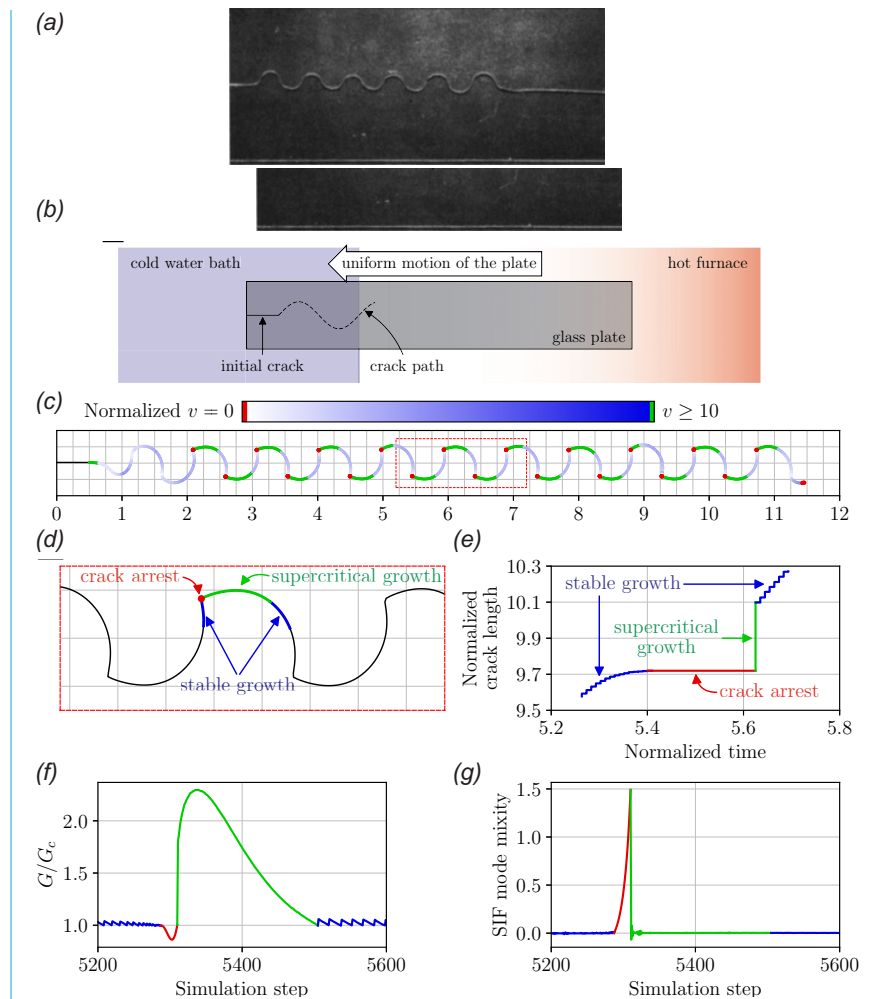 (a)
(b)
cold water bath
uniform motion of the plate
hot furnace
glass plate
initial crack
crack path
(c)
Normalized v = 0
v ≥ 10
0 1 2 3 4 5 6 7 8 9 10 11 12
(d)
crack arrest
supercritical growth
stable growth
(e)
Normalized
crack length
10.3
10.1
9.9
9.7
9.5
stable growth
supercritical
growth
crack arrest
5.2 5.4 5.6 5.8
Normalized time
(f)
G/G_c
2.0
1.5
1.0
5200 5400 5600
Simulation step
(g)
SIF mode mixity
1.5
1.0
0.5
0.0
5200 5400 5600
Simulation step